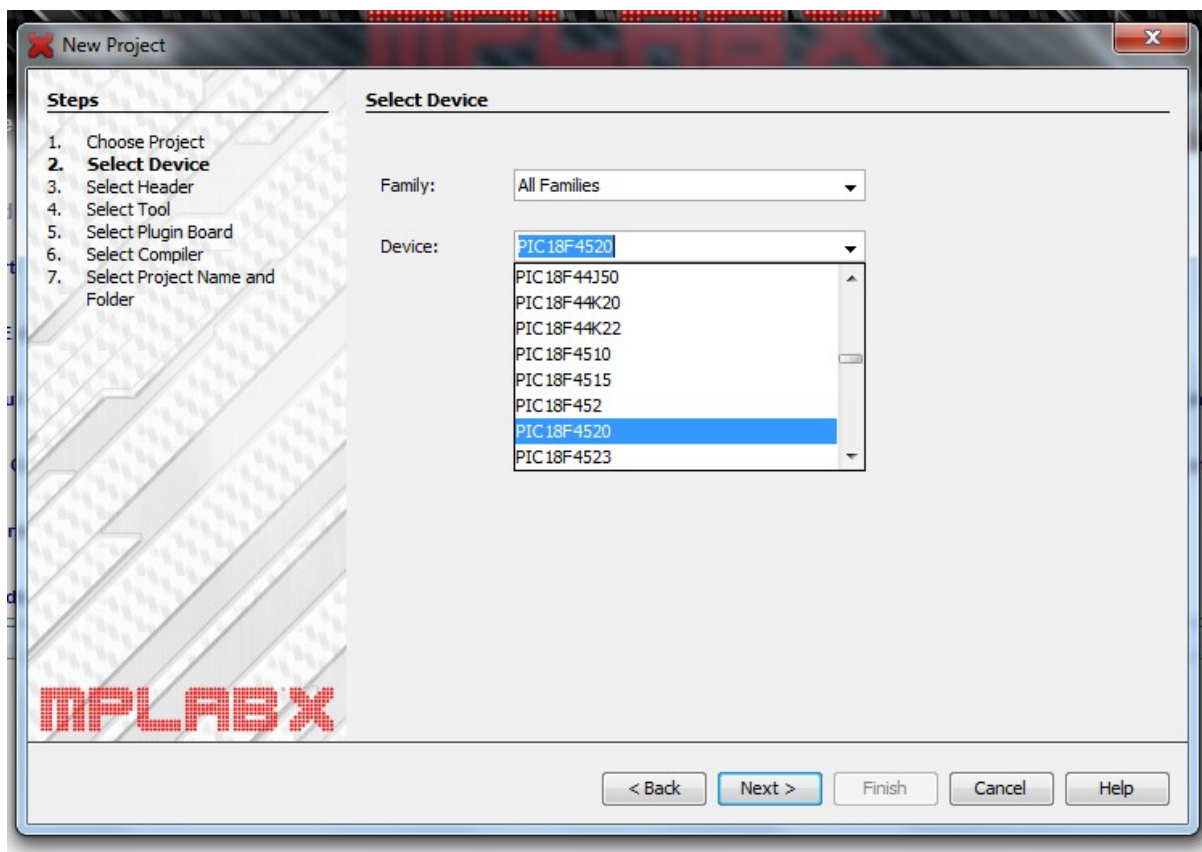 New Project
Steps
1. Choose Project
2. Select Device
3. Select Header
4. Select Tool
5. Select Plugin Board
6. Select Compiler
7. Select Project Name and
Folder
MPLAB X
Select Device
Family:
All Families
Device:
PIC18F4520
PIC18F44J50
PIC18F44K20
PIC18F44K22
PIC18F4510
PIC18F4515
PIC18F452
PIC18F4520
PIC18F4523
< Back
Next >
Finish
Cancel
Help